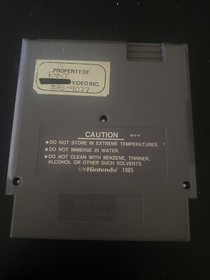 PROPERTY OF
VIDEO INC.
CAUTION
REV-A
•DO NOT STORE IN EXTREME TEMPERATURES.
•DO NOT IMMERSE IN WATER.
•DO NOT CLEAN WITH BENZENE, THINNER,
ALCOHOL OR OTHER SUCH SOLVENTS.
©Nintendo 1985